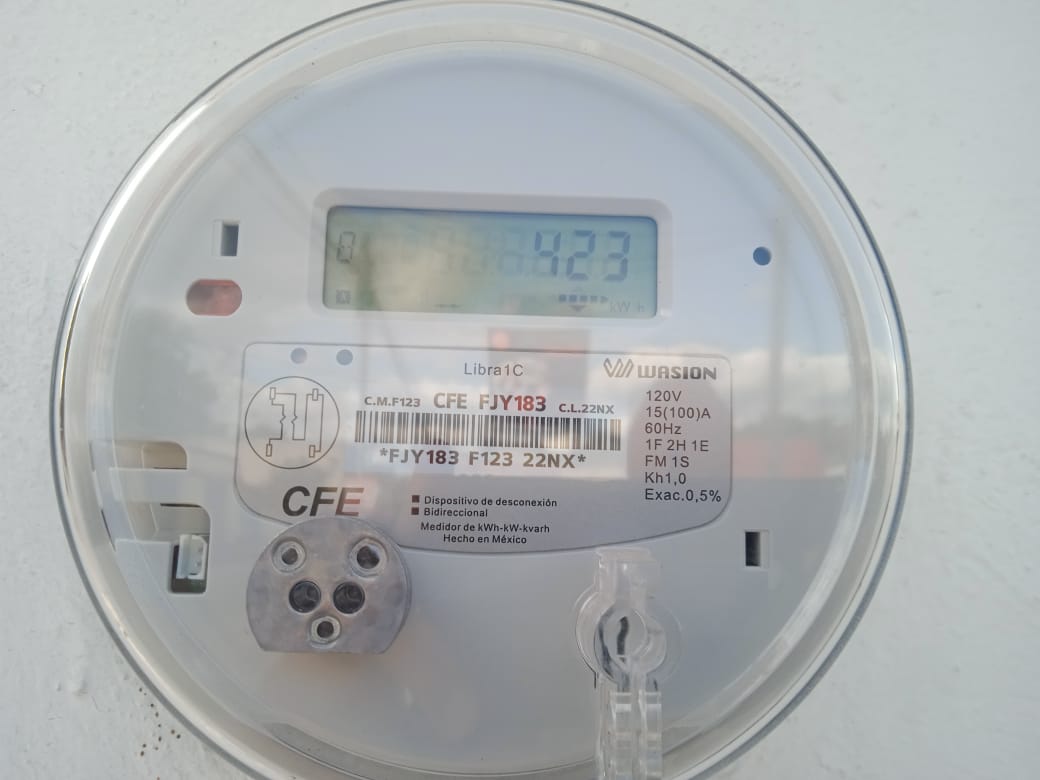 423
kW h
Libra1C
WASION
C.M.F123 CFE FJY183 C.L.22NX
*FJY183 F123 22NX*
120V
15(100)A
60Hz
1F 2H 1E
FM 1S
Kh1,0
Exac.0,5%
CFE
Dispositivo de desconexión
Bidireccional
Medidor de kWh-kW-kvarh
Hecho en México